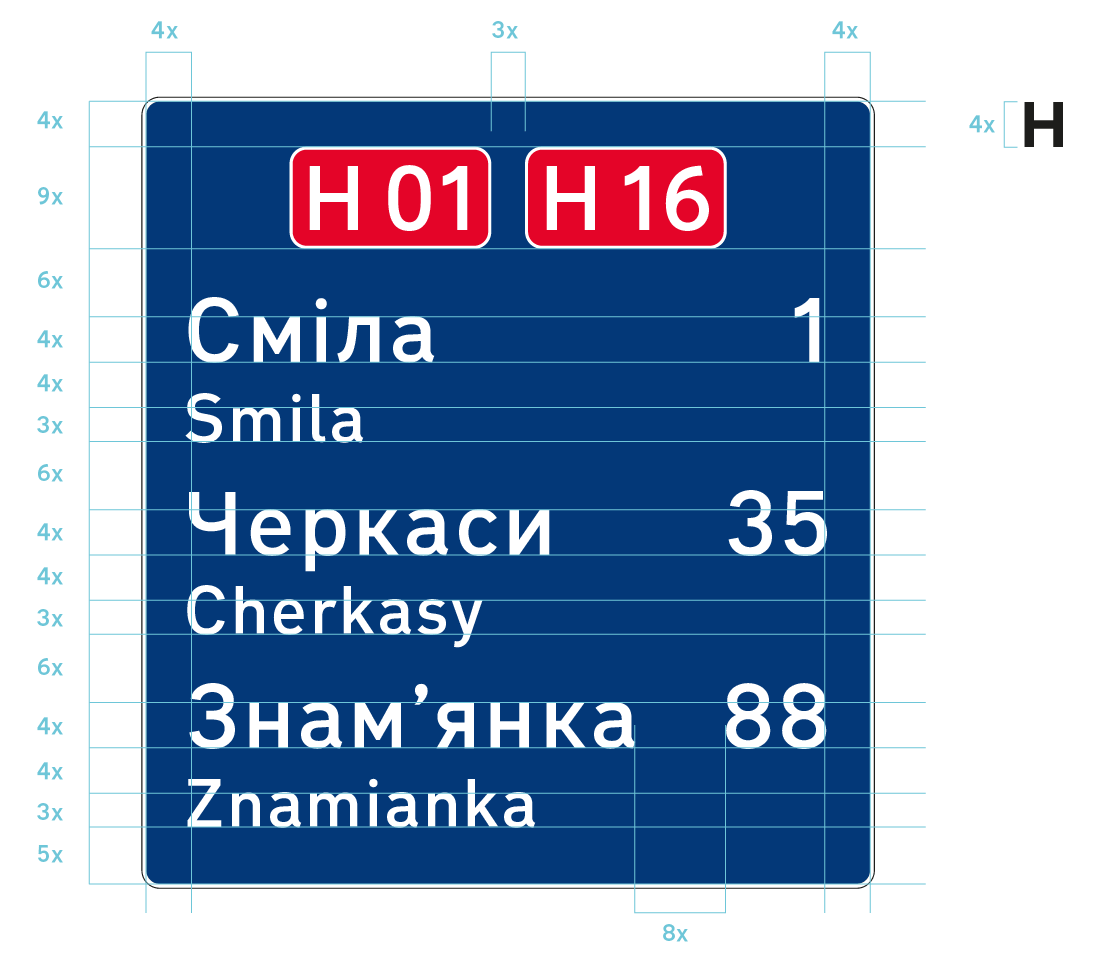 4x 3x 4x
4x
4x H
9x H 01 H 16
6x
4x Сміла 1
4x
3x Smila
6x
4x Черкаси 35
4x
3x Cherkasy
6x
4x Знам’янка 88
4x
3x Znamianka
5x
8x